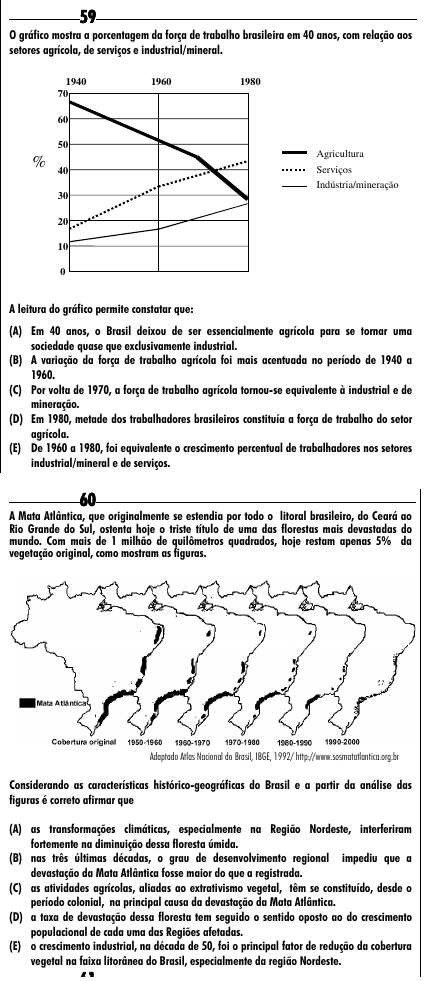 59
O gráfico mostra a porcentagem da força de trabalho brasileira em 40 anos, com relação aos
setores agrícola, de serviços e industrial/mineral.
1940 1960 1980
70
60
50
40
30
20
10
0
%
Agricultura
Serviços
Indústria/mineração
A leitura do gráfico permite constatar que:
(A) Em 40 anos, o Brasil deixou de ser essencialmente agrícola para se tornar uma
sociedade quase que exclusivamente industrial.
(B) A variação da força de trabalho agrícola foi mais acentuada no período de 1940 a
1960.
(C) Por volta de 1970, a força de trabalho agrícola tornou-se equivalente à industrial e de
mineração.
(D) Em 1980, metade dos trabalhadores brasileiros constituía a força de trabalho do setor
agrícola.
(E) De 1960 a 1980, foi equivalente o crescimento percentual de trabalhadores nos setores
industrial/mineral e de serviços.
60
A Mata Atlântica, que originalmente se estendia por todo o litoral brasileiro, do Ceará ao
Rio Grande do Sul, ostenta hoje o triste título de uma das florestas mais devastadas do
mundo. Com mais de 1 milhão de quilômetros quadrados, hoje restam apenas 5% da
vegetação original, como mostram as figuras.
Mata Atlântica
Cobertura original 1950-1960 1960-1970 1970-1980 1980-1990 1990-2000
Adaptado Atlas Nacional do Brasil, IBGE, 1992/ http://www.sosmatatlantica.org.br
Considerando as características histórico-geográficas do Brasil e a partir da análise das
figuras é correto afirmar que
(A) as transformações climáticas, especialmente na Região Nordeste, interferiram
fortemente na diminuição dessa floresta úmida.
(B) nas três últimas décadas, o grau de desenvolvimento regional impediu que a
devastação da Mata Atlântica fosse maior do que a registrada.
(C) as atividades agrícolas, aliadas ao extrativismo vegetal, têm se constituído, desde o
período colonial, na principal causa da devastação da Mata Atlântica.
(D) a taxa de devastação dessa floresta tem seguido o sentido oposto ao do crescimento
populacional de cada uma das Regiões afetadas.
(E) o crescimento industrial, na década de 50, foi o principal fator de redução da cobertura
vegetal na faixa litorânea do Brasil, especialmente da região Nordeste.